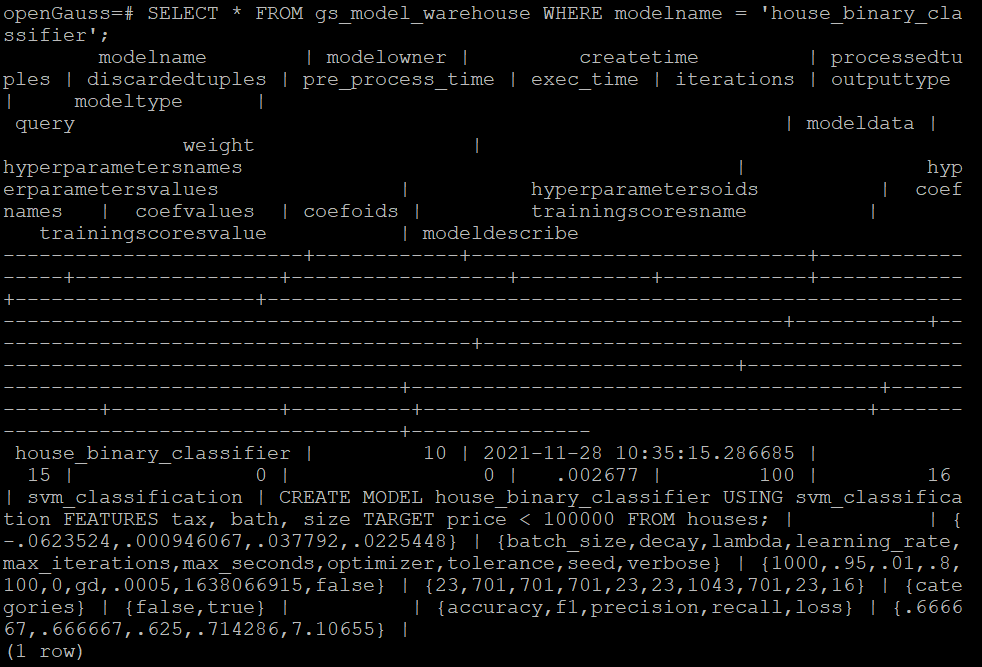 openGauss=# SELECT * FROM gs_model_warehouse WHERE modelname = 'house_binary_cla
ssifier';
        modelname         | modelowner |         createtime         | processedtu
ples | discardedtuples | pre_process_time | exec_time | iterations | outputtype 
|     modeltype      |                                                          
 query                                                            | modeldata | 
               weight                  |                                         
hyperparametersnames                                         |               hyp
erparametersvalues               |          hyperparametersoids          | coef
names   |  coefvalues  | coefoids |         trainingscoresname          |       
   trainingscoresvalue           | modeldescribe
-------------------------+------------+----------------------------+------------
-----+-----------------+------------------+-----------+------------+------------
+--------------------+----------------------------------------------------------
-----------------------------------------------------------------+-----------+--
---------------------------------------+----------------------------------------
-------------------------------------------------------------+------------------
---------------------------------+---------------------------------------+------
--------+--------------+----------+-------------------------------------+-------
---------------------------------+---------------
 house_binary_classifier |         10 | 2021-11-28 10:35:15.286685 |            
  15 |               0 |                0 |   .002677 |        100 |         16 
| svm_classification | CREATE MODEL house_binary_classifier USING svm_classifica
tion FEATURES tax, bath, size TARGET price < 100000 FROM houses; |           | {
-.0623524,.000946067,.037792,.0225448} | {batch_size,decay,lambda,learning_rate,
max_iterations,max_seconds,optimizer,tolerance,seed,verbose} | {1000,.95,.01,.8,
100,0,gd,.0005,1638066915,false} | {23,701,701,701,23,23,1043,701,23,16} | {cate
gories} | {false,true} |          | {accuracy,f1,precision,recall,loss} | {.6666
67,.666667,.625,.714286,7.10655} |
(1 row)